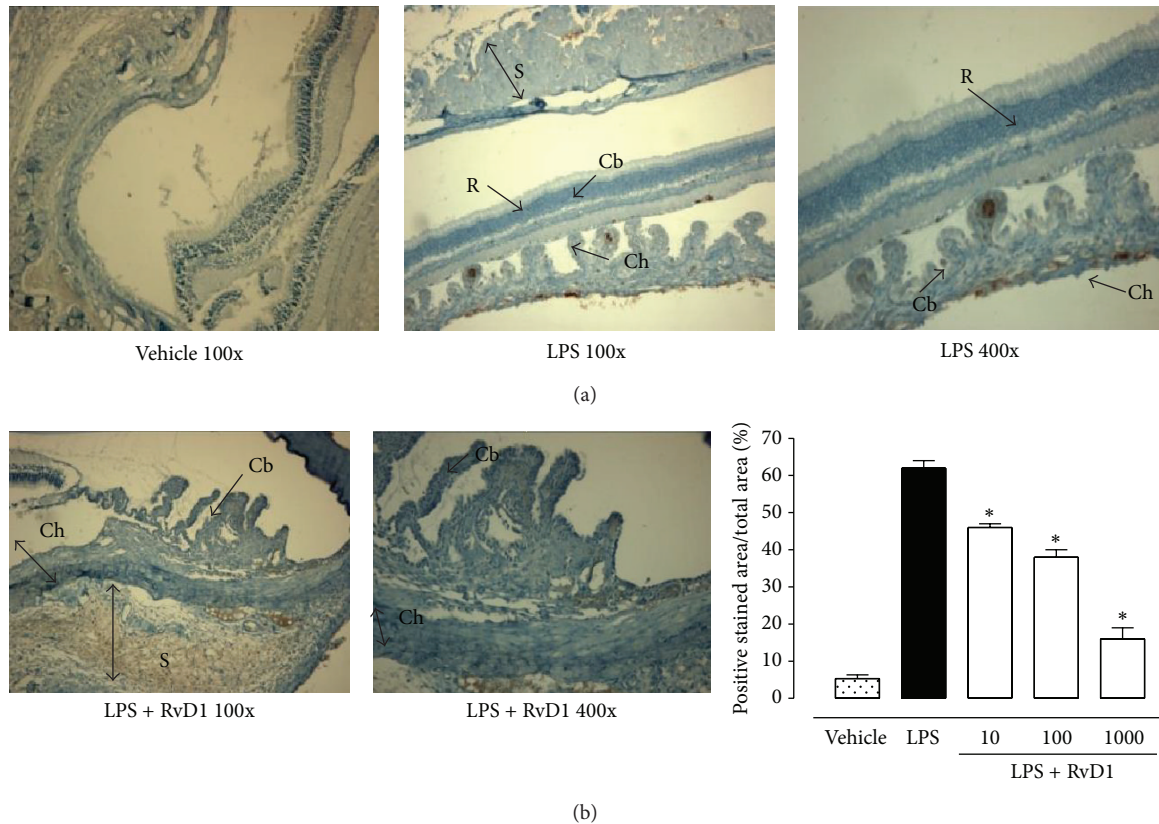 S
R
Cb
Ch
R
Cb
Ch
Vehicle 100x
LPS 100x
LPS 400x
(a)
Cb
Ch
S
Cb
Ch
LPS + RvD1 100x
LPS + RvD1 400x
Positive stained area/total area (%)
70
60
50
40
30
20
10
0
*
*
*
Vehicle LPS 10 100 1000
LPS + RvD1
(b)